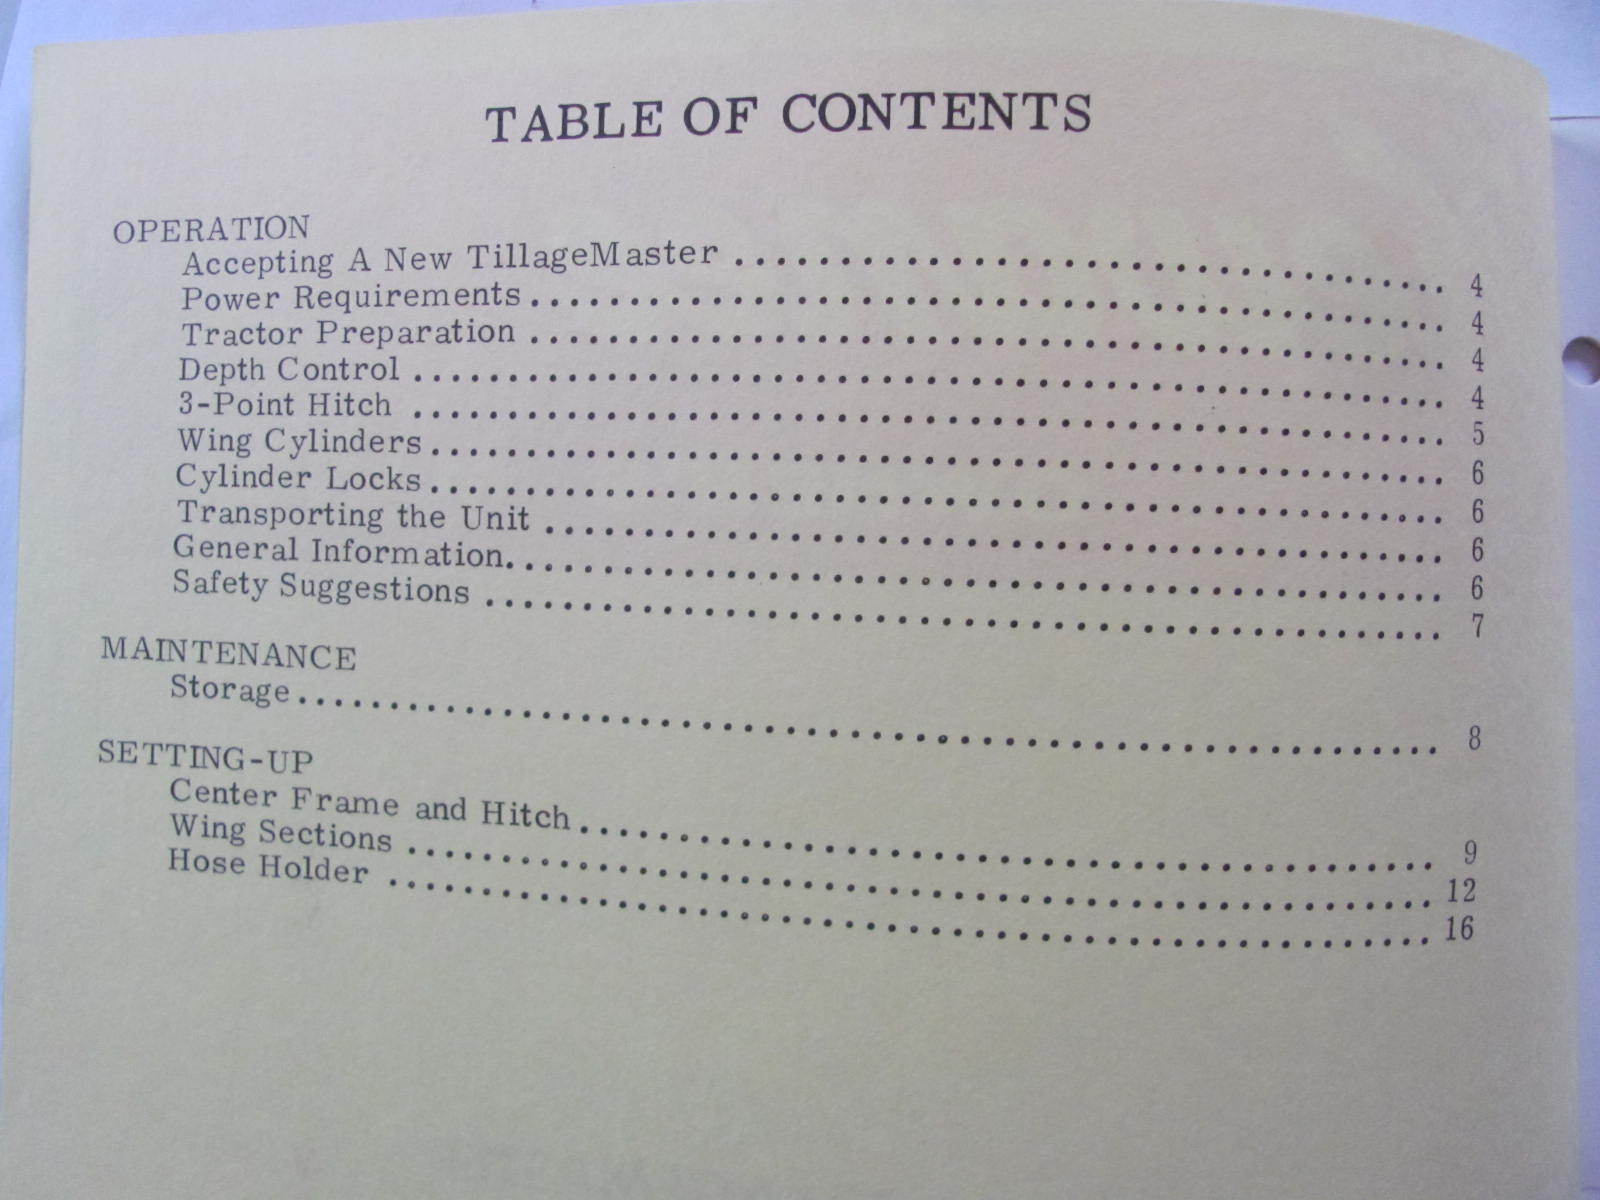 TABLE OF CONTENTS
OPERATION
Accepting A New TillageMaster . . . . . . . . . . . . . . . . . . . . . . . . . . . . . . . 4
Power Requirements . . . . . . . . . . . . . . . . . . . . . . . . . . . . . . . . . . . . . . . 4
Tractor Preparation . . . . . . . . . . . . . . . . . . . . . . . . . . . . . . . . . . . . . . . 4
Depth Control . . . . . . . . . . . . . . . . . . . . . . . . . . . . . . . . . . . . . . . . . . . . 4
3-Point Hitch . . . . . . . . . . . . . . . . . . . . . . . . . . . . . . . . . . . . . . . . . . . . 5
Wing Cylinders . . . . . . . . . . . . . . . . . . . . . . . . . . . . . . . . . . . . . . . . . . . 6
Cylinder Locks . . . . . . . . . . . . . . . . . . . . . . . . . . . . . . . . . . . . . . . . . . . 6
Transporting the Unit . . . . . . . . . . . . . . . . . . . . . . . . . . . . . . . . . . . . . . 6
General Information . . . . . . . . . . . . . . . . . . . . . . . . . . . . . . . . . . . . . . . 6
Safety Suggestions . . . . . . . . . . . . . . . . . . . . . . . . . . . . . . . . . . . . . . . . 7
MAINTENANCE
Storage . . . . . . . . . . . . . . . . . . . . . . . . . . . . . . . . . . . . . . . . . . . . . . . . 8
SETTING-UP
Center Frame and Hitch . . . . . . . . . . . . . . . . . . . . . . . . . . . . . . . . . . . . 9
Wing Sections . . . . . . . . . . . . . . . . . . . . . . . . . . . . . . . . . . . . . . . . . . . 12
Hose Holder . . . . . . . . . . . . . . . . . . . . . . . . . . . . . . . . . . . . . . . . . . . . 16